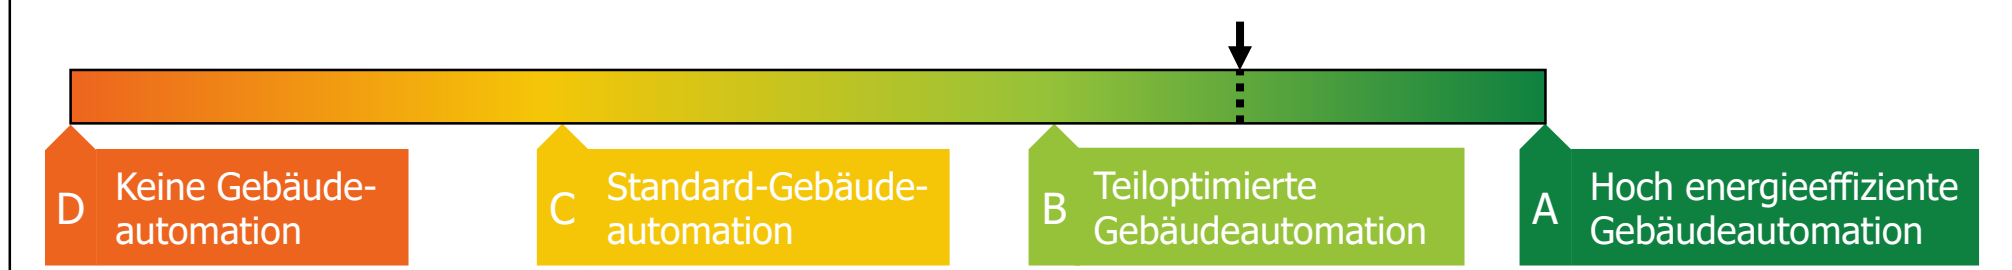 D
Keine Gebäude-
automation
C
Standard-Gebäude-
automation
B
Teiloptimierte
Gebäudeautomation
A
Hoch energieeffiziente
Gebäudeautomation